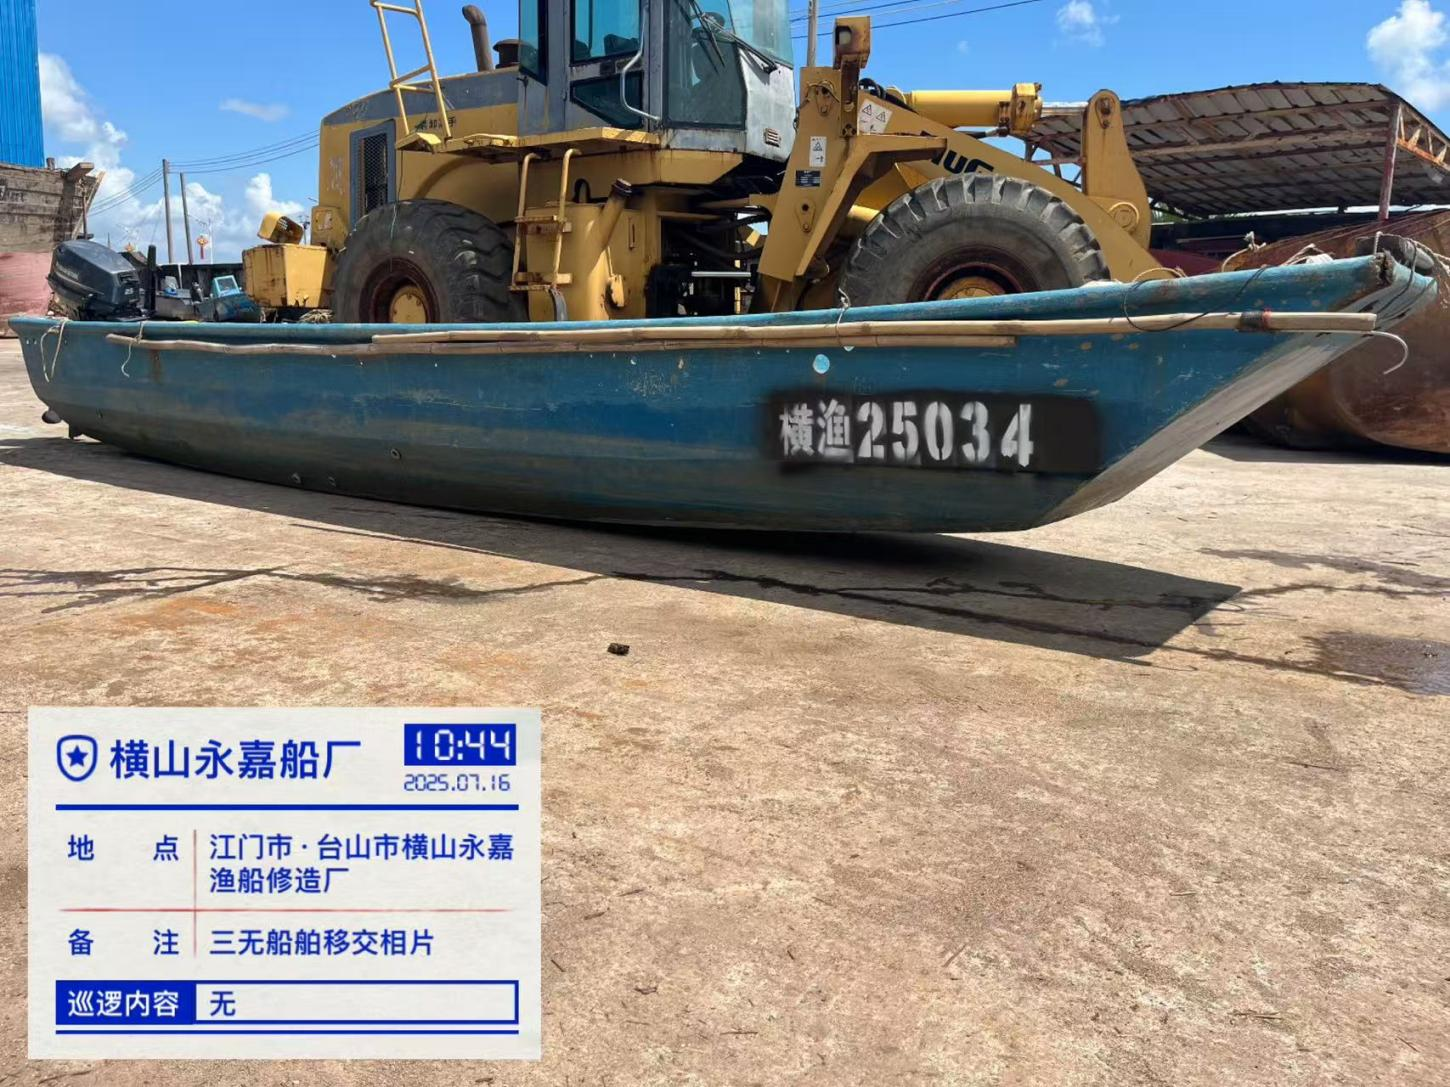 横渔25034
横山永嘉船厂
10:44
2025.07.16
地 点
江门市·台山市横山永嘉
渔船修造厂
备 注
三无船舶移交相片
巡逻内容
无